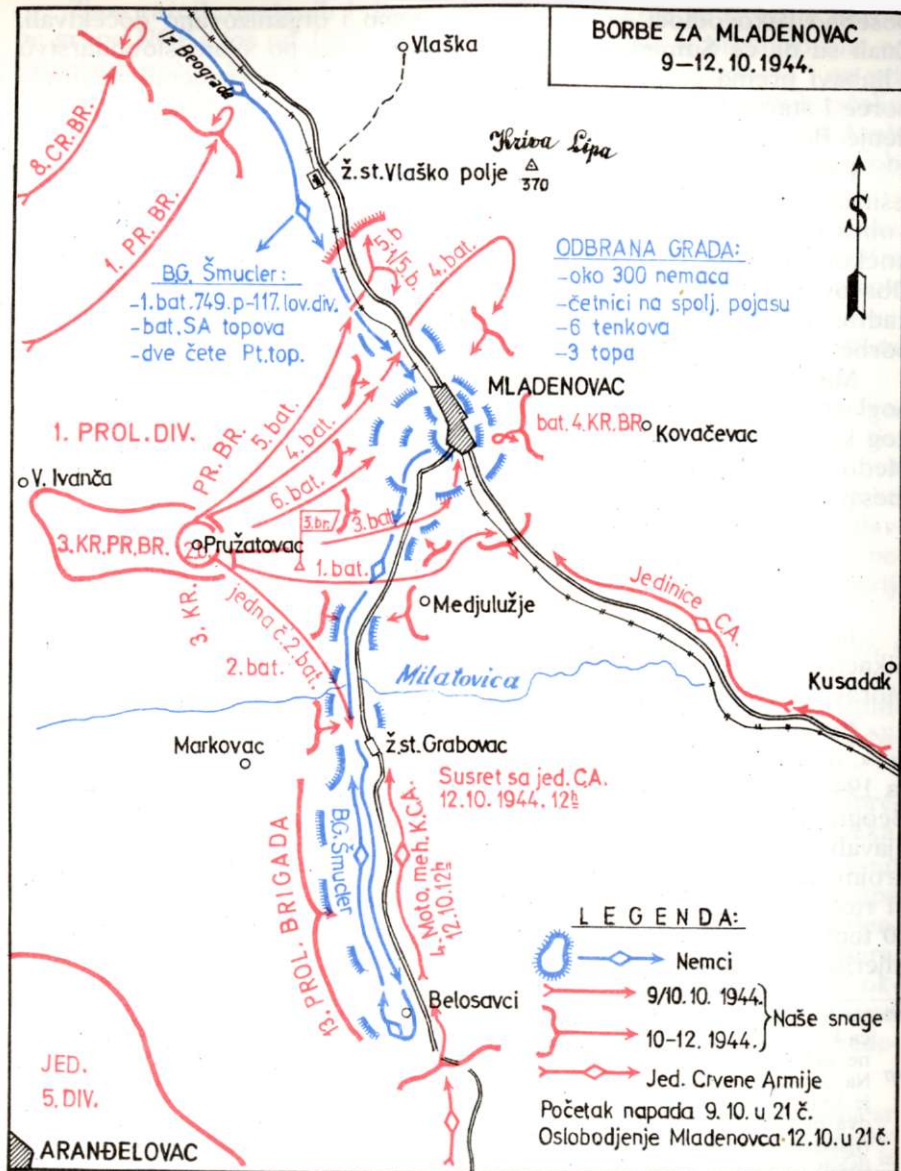 BORBE ZA MLADENOVAC
9–12.10.1944.
Iz Beograda
Vlaška
8. CR. BR.
1. PR. BR.
ž.st.Vlaško polje
Kriva Lipa
370
S
B.G. Šmucler:
-1.bat.749.p-117.lov.div.
-bat.SA topova
-dve čete Pt.top.
5.b
1/5.b.
4.bat.
ODBRANA GRADA:
-oko 300 nemaca
-četnici na spolj. pojasu
-6 tenkova
-3 topa
MLADENOVAC
bat. 4.KR.BR
Kovačevac
1. PROL.DIV.
PR. BR.
5.bat.
4.bat.
6.bat.
3.br.
3.bat.
1.bat.
V. Ivanča
3.KR.PR.BR.
Pružatovac
3. KR.
jedna č.2.bat.
2.bat.
Medjulužje
Jedinice C.A.
Kusadak
Milatovica
Markovac
ž.st.Grabovac
Susret sa jed. C.A.
12.10. 1944. 12h
13. PROL. BRIGADA
B.G. Šmucler
4. Moto. meh. K.C.A.
12.10.12h
Belosavci
JED.
5. DIV.
ARANĐELOVAC
LEGENDA:
Nemci
9/10.10. 1944.
10-12. 1944.
Naše snage
Jed. Crvene Armije
Početak napada 9.10. u 21 č.
Oslobodjenje Mladenovca 12.10.u 21č.